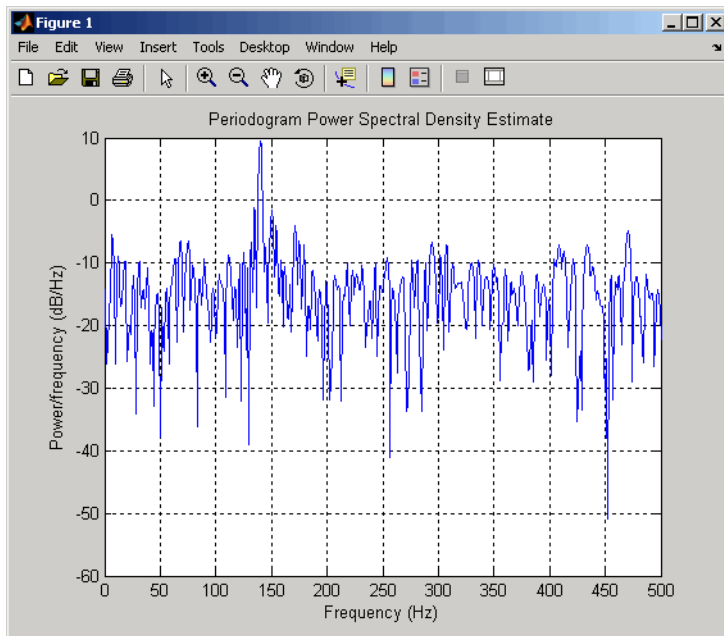 Figure 1
File Edit View Insert Tools Desktop Window Help
Periodogram Power Spectral Density Estimate
10
0
-10
-20
-30
-40
-50
-60
Power/frequency (dB/Hz)
0 50 100 150 200 250 300 350 400 450 500
Frequency (Hz)